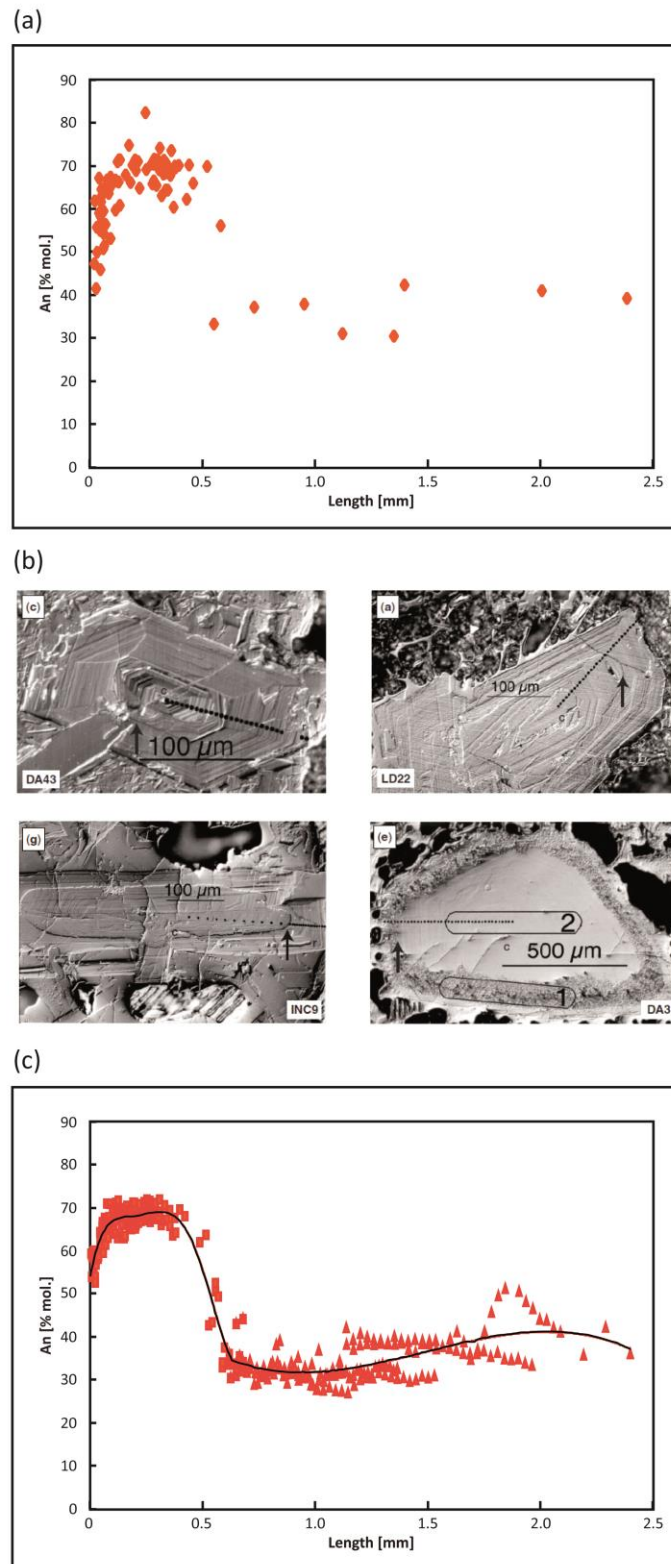 (a)
90
80
70
60
50
40
30
20
10
0
An [% mol.]
0 0.5 1.0 1.5 2.0 2.5
Length [mm]
(b)
(c)
c
100 µm
DA43
(a)
100 µm
c
LD22
(g)
100 µm
INC9
(e)
2
c 500 µm
1
DA3
(c)
90
80
70
60
50
40
30
20
10
0
An [% mol.]
0 0.5 1.0 1.5 2.0 2.5
Length [mm]